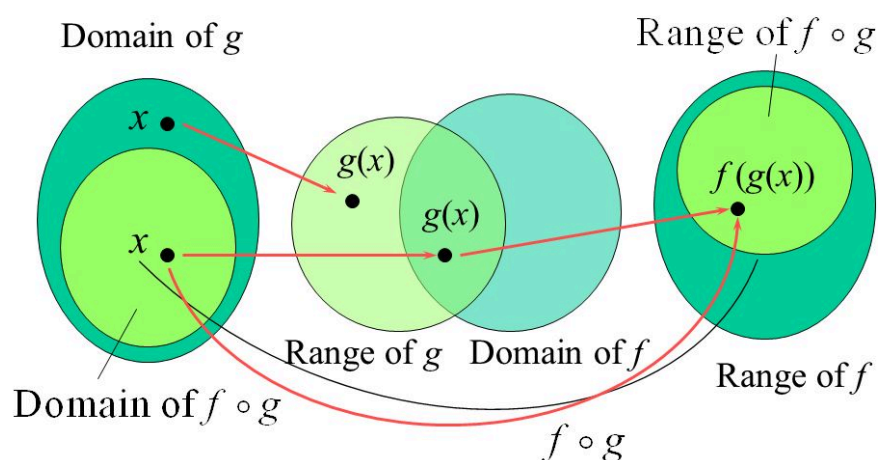 Domain of g
Range of f ∘ g
x
g(x)
g(x)
f(g(x))
x
Range of g
Domain of f
Range of f
Domain of f ∘ g
f ∘ g